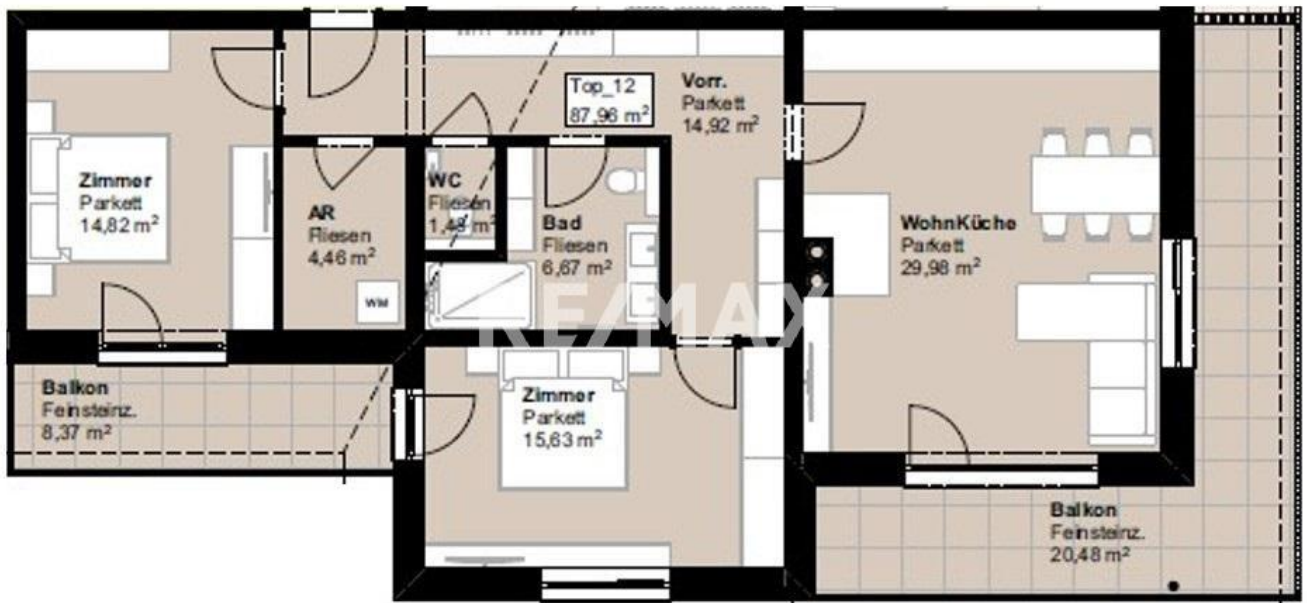 Top_12
87,96 m²
Vorr.
Parkett
14,92 m²
Zimmer
Parkett
14,82 m²
AR
Fliesen
4,46 m²
WM
WC
Fliesen
1,48 m²
Bad
Fliesen
6,67 m²
WohnKüche
Parkett
29,98 m²
RE/MAX
Balkon
Feinsteinz.
8,37 m²
Zimmer
Parkett
15,63 m²
Balkon
Feinsteinz.
20,48 m²